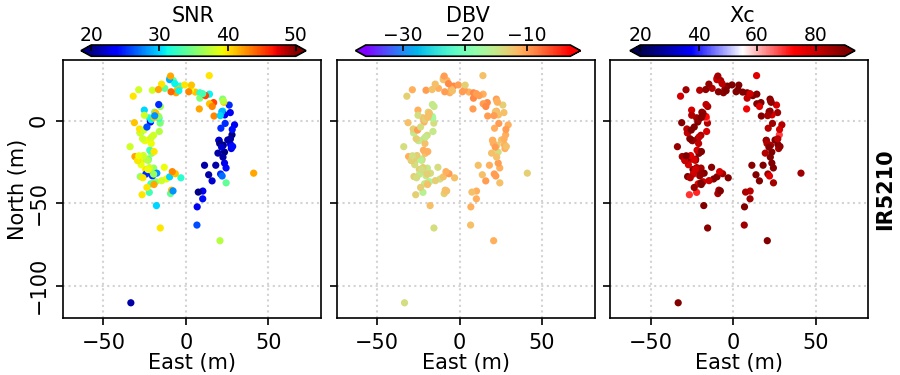 SNR DBV Xc
20 30 40 50 −30 −20 −10 20 40 60 80
0
−50
−100
North (m)
−50 0 50 −50 0 50 −50 0 50
East (m) East (m) East (m)
IR5210